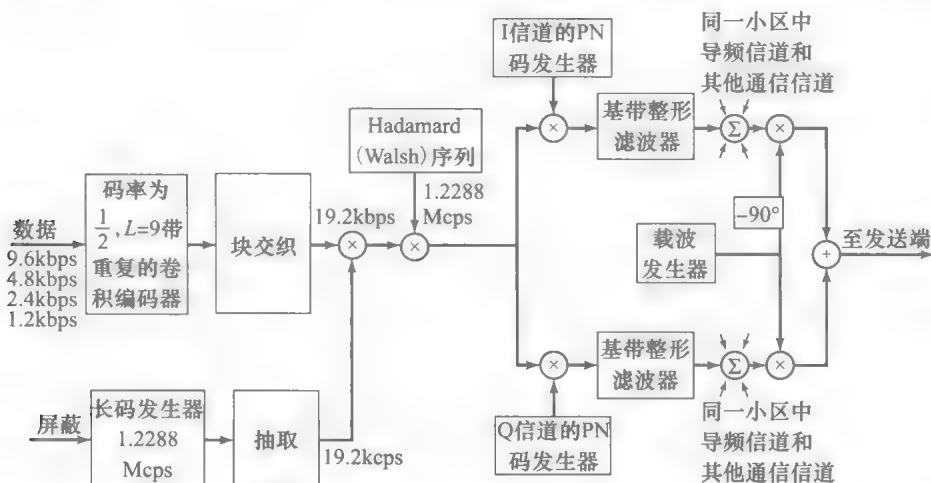 I信道的PN
码发生器
同一小区中
导频信道和
其他通信信道
基带整形
滤波器
Σ
×
×
Hadamard
(Walsh)序列
1.2288
Mcps
码率为
1/2, L=9带
重复的卷
积编码器
数据
9.6kbps
4.8kbps
2.4kbps
1.2kbps
块交织
19.2kbps
×
×
-90°
载波
发生器
+
至发送端
屏蔽
长码发生器
1.2288
Mcps
抽取
19.2kcps
×
基带整形
滤波器
Σ
×
Q信道的PN
码发生器
同一小区中
导频信道和
其他通信信道